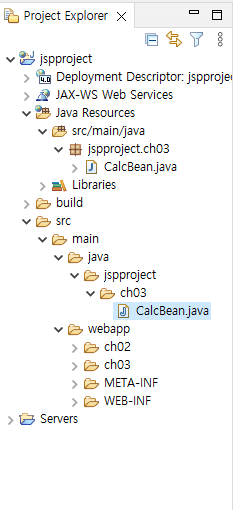 Project Explorer
jspproject
Deployment Descriptor: jspprojec
JAX-WS Web Services
Java Resources
src/main/java
jspproject.ch03
CalcBean.java
Libraries
build
src
main
java
jspproject
ch03
CalcBean.java
webapp
ch02
ch03
META-INF
WEB-INF
Servers